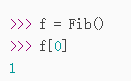 >>> f = Fib()
>>> f[0]
1